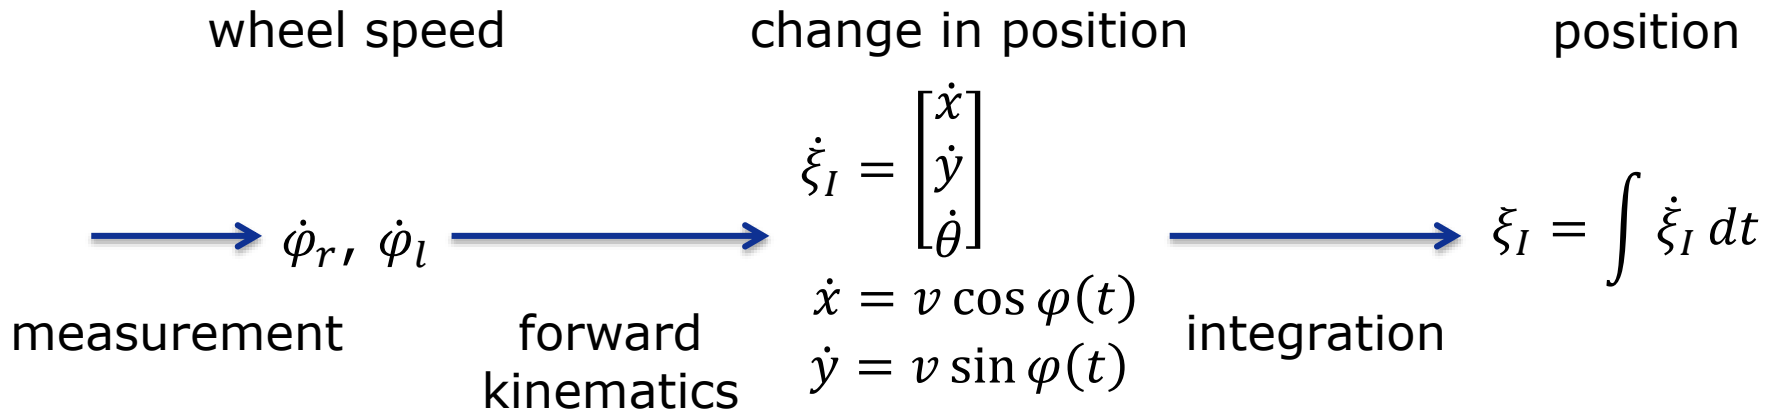 wheel speed
change in position
position
φ̇_r, φ̇_l
ξ̇_I = [ẋ ẏ θ̇]
ẋ = v cos φ(t)
ẏ = v sin φ(t)
ξ_I = ∫ ξ̇_I dt
measurement
forward
kinematics
integration